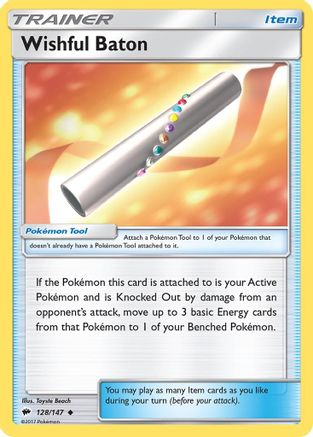 TRAINER
Item
Wishful Baton
Pokémon Tool
Attach a Pokémon Tool to 1 of your Pokémon that
doesn't already have a Pokémon Tool attached to it.
If the Pokémon this card is attached to is your Active
Pokémon and is Knocked Out by damage from an
opponent's attack, move up to 3 basic Energy cards
from that Pokémon to 1 of your Benched Pokémon.
Illus. Toyste Beach
128/147
©2017 Pokémon
You may play as many Item cards as you like
during your turn (before your attack).